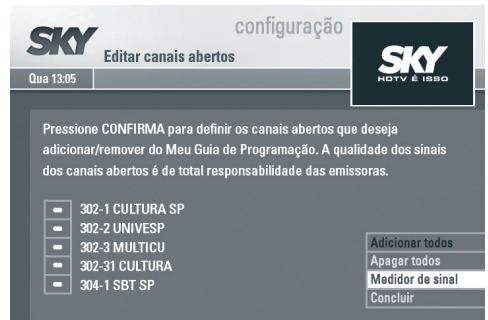 SKY
configuração
Editar canais abertos
SKY
HDTV É ISSO
Qua 13:05
Pressione CONFIRMA para definir os canais abertos que deseja
adicionar/remover do Meu Guia de Programação. A qualidade dos sinais
dos canais abertos é de total responsabilidade das emissoras.
302-1 CULTURA SP
302-2 UNIVESP
302-3 MULTICU
302-31 CULTURA
304-1 SBT SP
Adicionar todos
Apagar todos
Medidor de sinal
Concluir